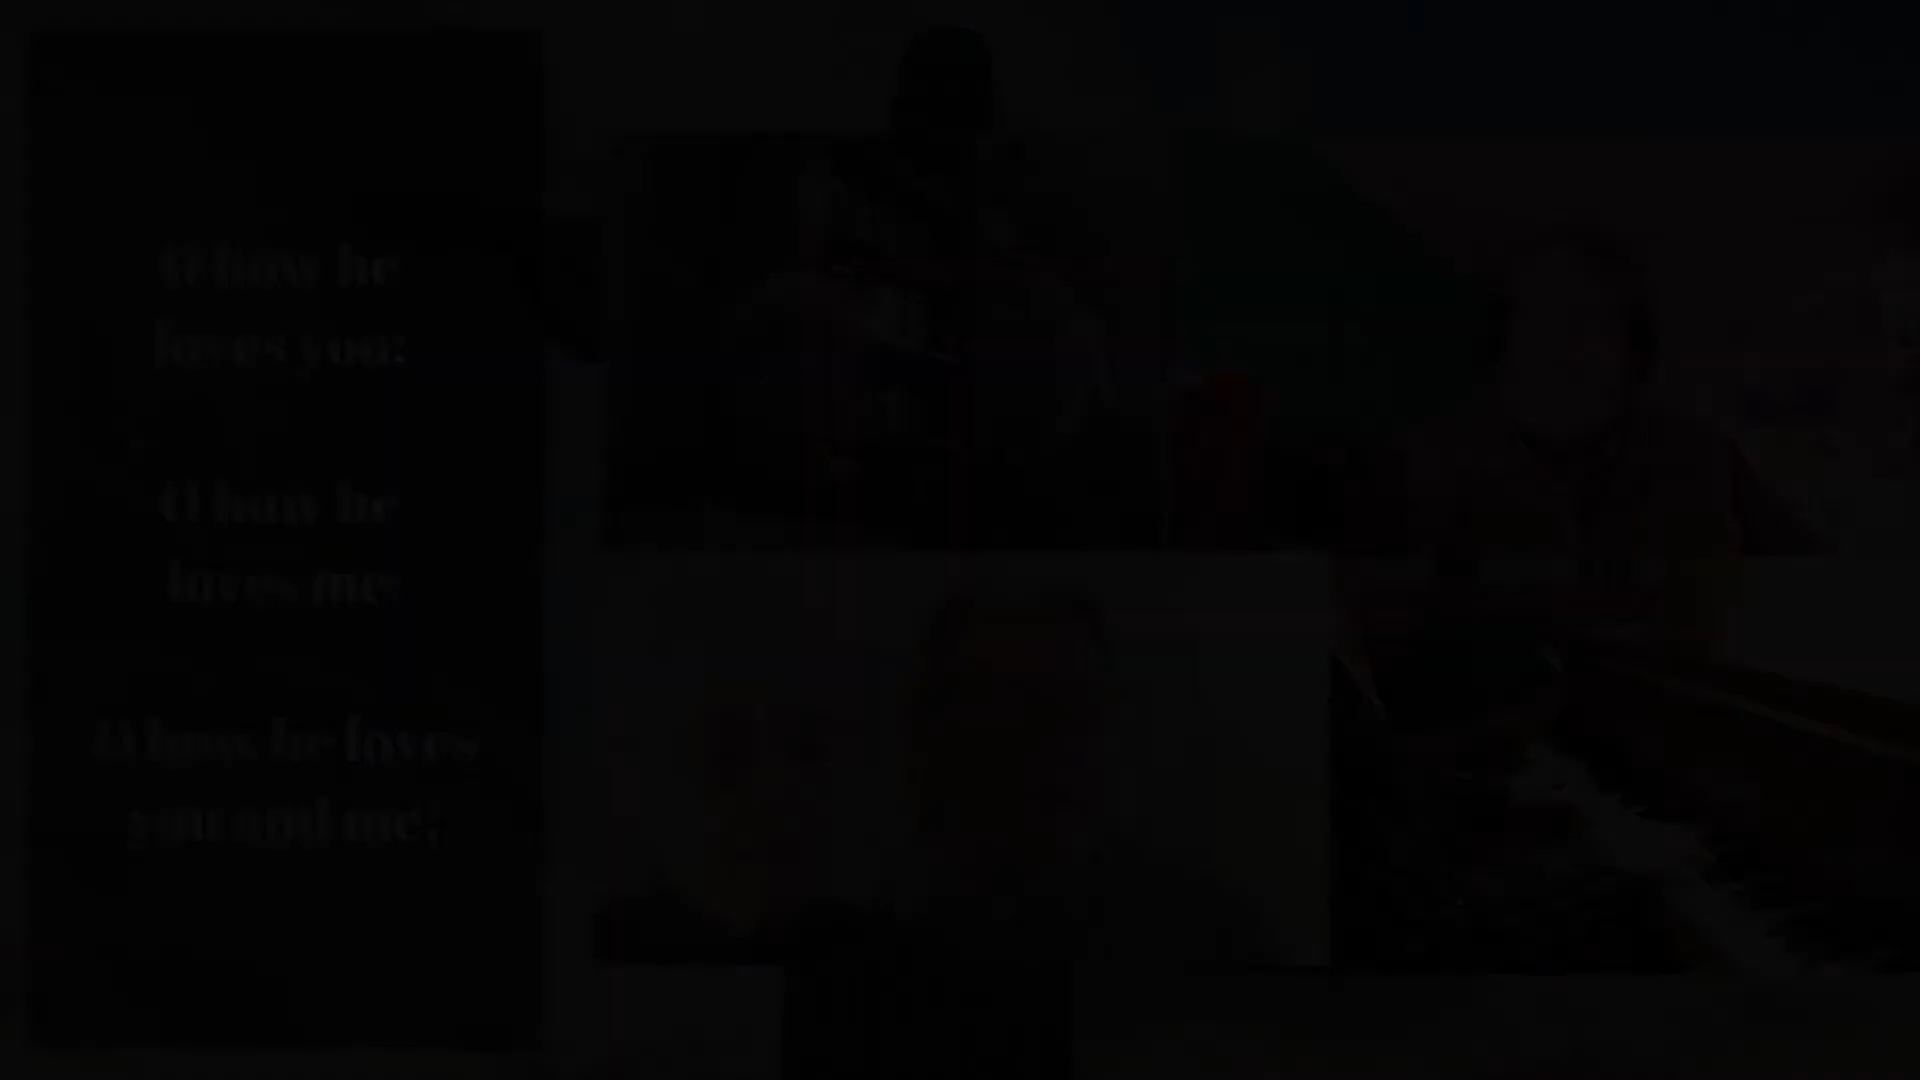 O how he
loves you;
O how he
loves me;
O how he loves
you and me;